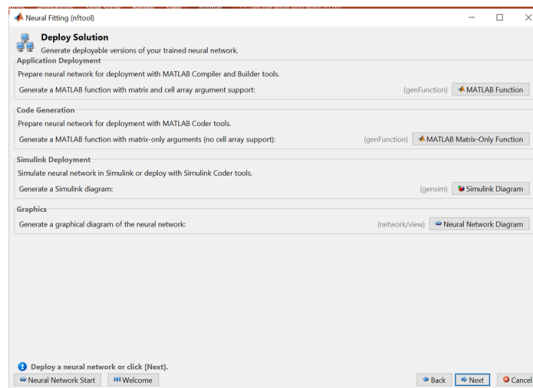 Neural Fitting (nftool)
Deploy Solution
Generate deployable versions of your trained neural network.
Application Deployment
Prepare neural network for deployment with MATLAB Compiler and Builder tools.
Generate a MATLAB function with matrix and cell array argument support: (genFunction) MATLAB Function
Code Generation
Prepare neural network for deployment with MATLAB Coder tools.
Generate a MATLAB function with matrix-only arguments (no cell array support): (genFunction) MATLAB Matrix-Only Function
Simulink Deployment
Simulate neural network in Simulink or deploy with Simulink Coder tools.
Generate a Simulink diagram: (gensim) Simulink Diagram
Graphics
Generate a graphical diagram of the neural network: (network/view) Neural Network Diagram
Deploy a neural network or click [Next].
Neural Network Start Welcome Back Next Cancel